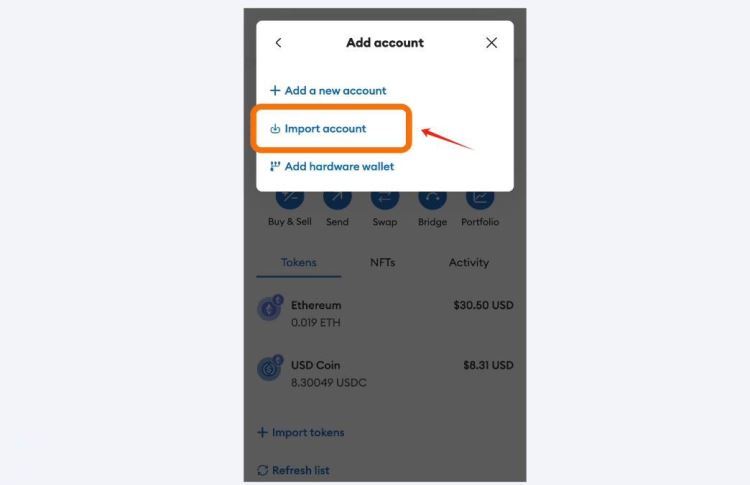 Add account
Add a new account
Import account
Add hardware wallet
Buy & Sell Send Swap Bridge Portfolio
Tokens NFTs Activity
Ethereum $30.50 USD
0.019 ETH
USD Coin $8.31 USD
8.30049 USDC
Import tokens
Refresh list